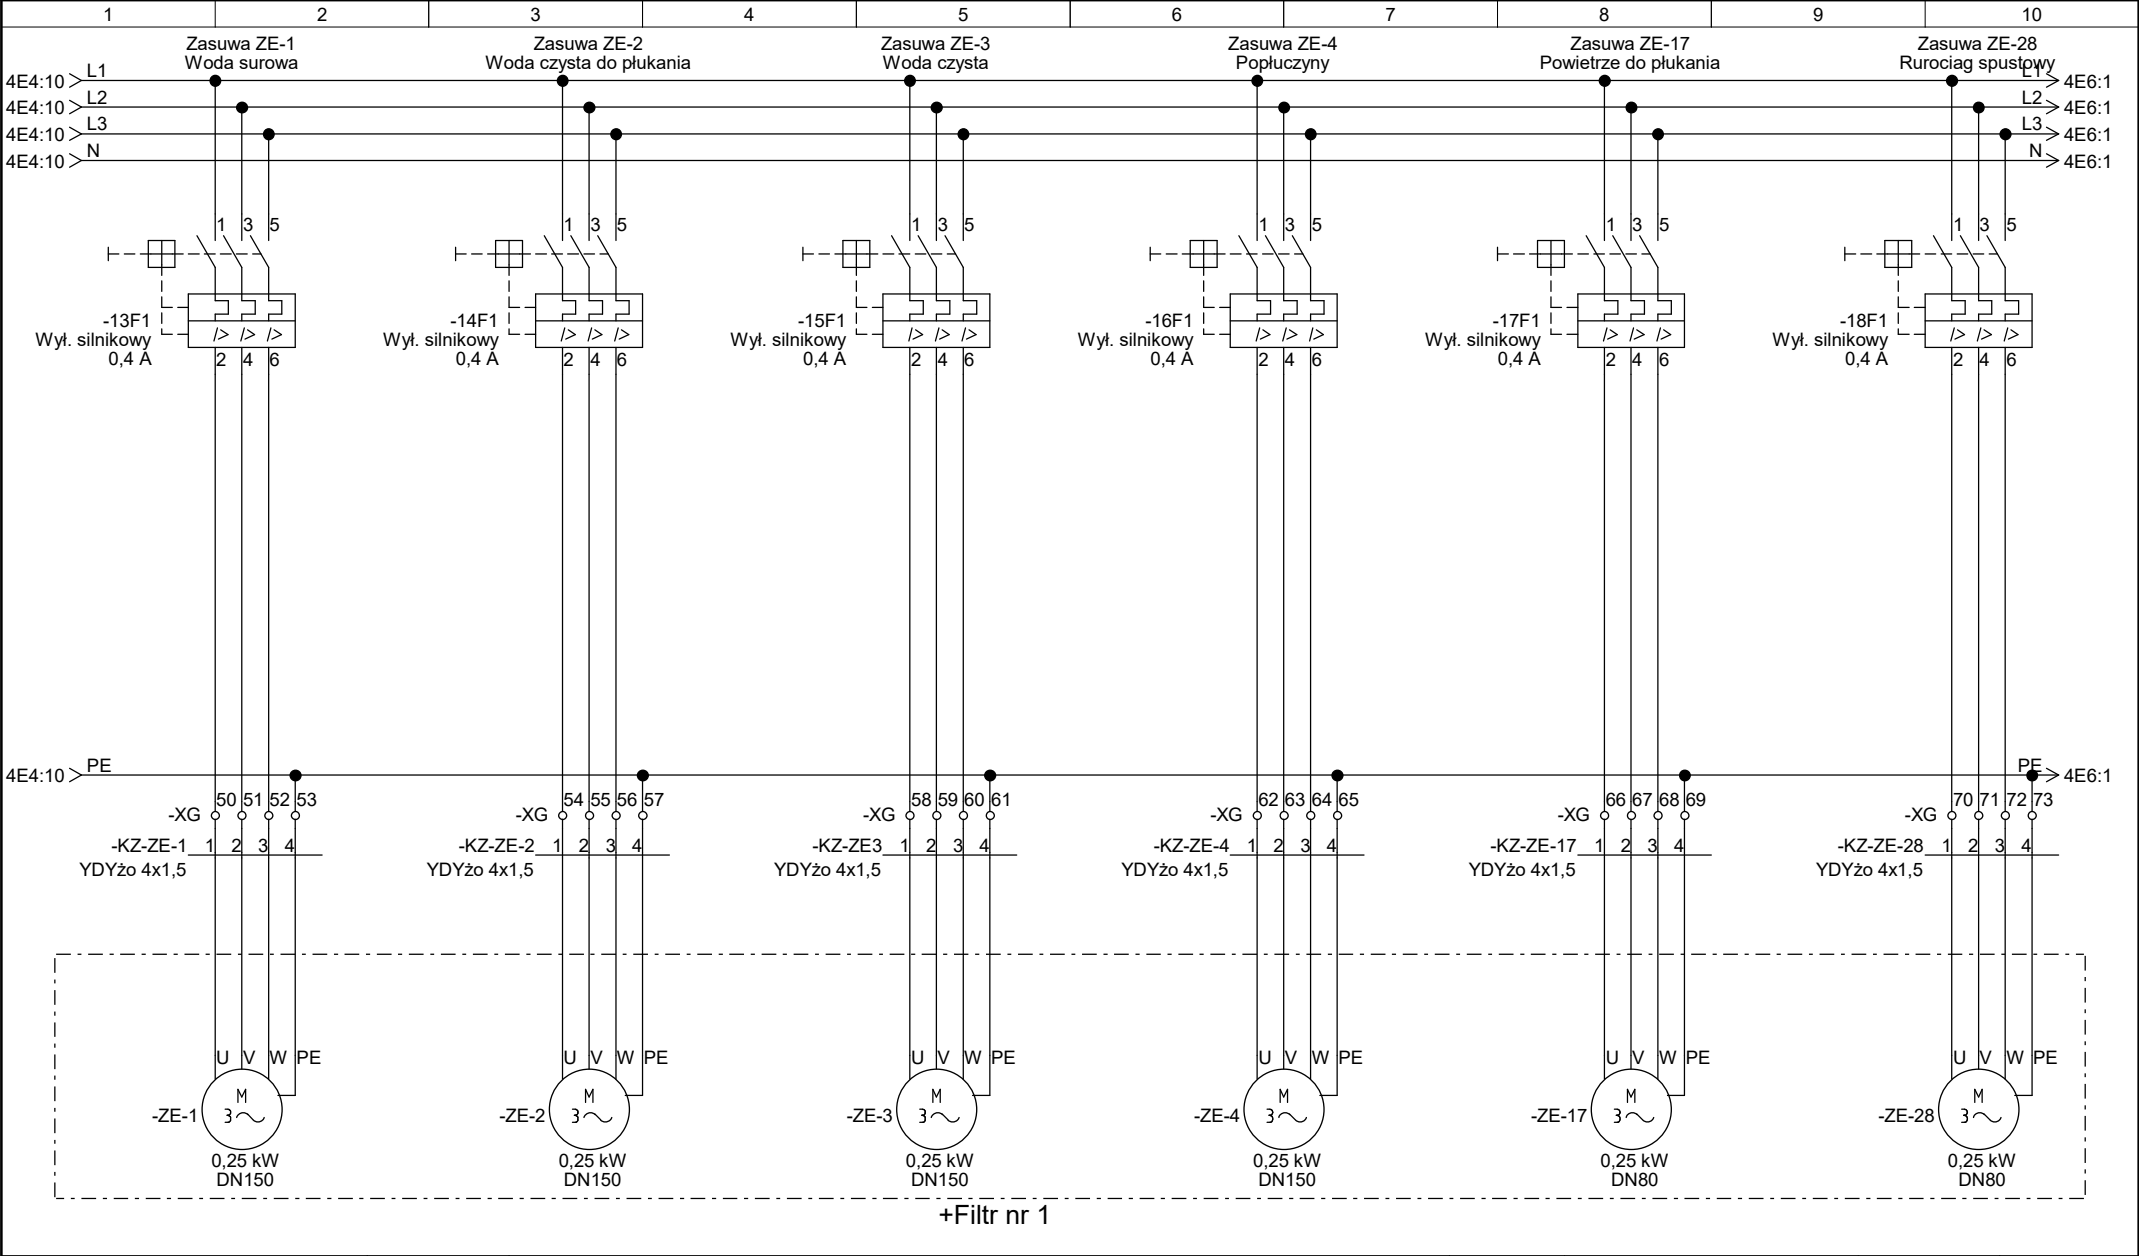 1 2 3 4 5 6 7 8 9 10
Zasuwa ZE-1 Zasuwa ZE-2 Zasuwa ZE-3 Zasuwa ZE-4 Zasuwa ZE-17 Zasuwa ZE-28
Woda surowa Woda czysta do płukania Woda czysta Popłuczyny Powietrze do płukania Rurociag spustowy
4E4:10 L1 L1 4E6:1
4E4:10 L2 L2 4E6:1
4E4:10 L3 L3 4E6:1
4E4:10 N N 4E6:1
1 3 5 1 3 5 1 3 5 1 3 5 1 3 5 1 3 5
-13F1 -14F1 -15F1 -16F1 -17F1 -18F1
I> I> I> I> I> I> I> I> I> I> I> I> I> I> I> I> I> I>
Wył. silnikowy Wył. silnikowy Wył. silnikowy Wył. silnikowy Wył. silnikowy Wył. silnikowy
0,4 A 2 4 6 0,4 A 2 4 6 0,4 A 2 4 6 0,4 A 2 4 6 0,4 A 2 4 6 0,4 A 2 4 6
4E4:10 PE PE 4E6:1
50 51 52 53 54 55 56 57 58 59 60 61 62 63 64 65 66 67 68 69 70 71 72 73
-XG -XG -XG -XG -XG -XG
-KZ-ZE-1 1 2 3 4 -KZ-ZE-2 1 2 3 4 -KZ-ZE3 1 2 3 4 -KZ-ZE-4 1 2 3 4 -KZ-ZE-17 1 2 3 4 -KZ-ZE-28 1 2 3 4
YDYżo 4x1,5 YDYżo 4x1,5 YDYżo 4x1,5 YDYżo 4x1,5 YDYżo 4x1,5 YDYżo 4x1,5
U V W PE U V W PE U V W PE U V W PE U V W PE U V W PE
M M M M M M
-ZE-1 3~ -ZE-2 3~ -ZE-3 3~ -ZE-4 3~ -ZE-17 3~ -ZE-28 3~
0,25 kW 0,25 kW 0,25 kW 0,25 kW 0,25 kW 0,25 kW
DN150 DN150 DN150 DN150 DN80 DN80
+Filtr nr 1